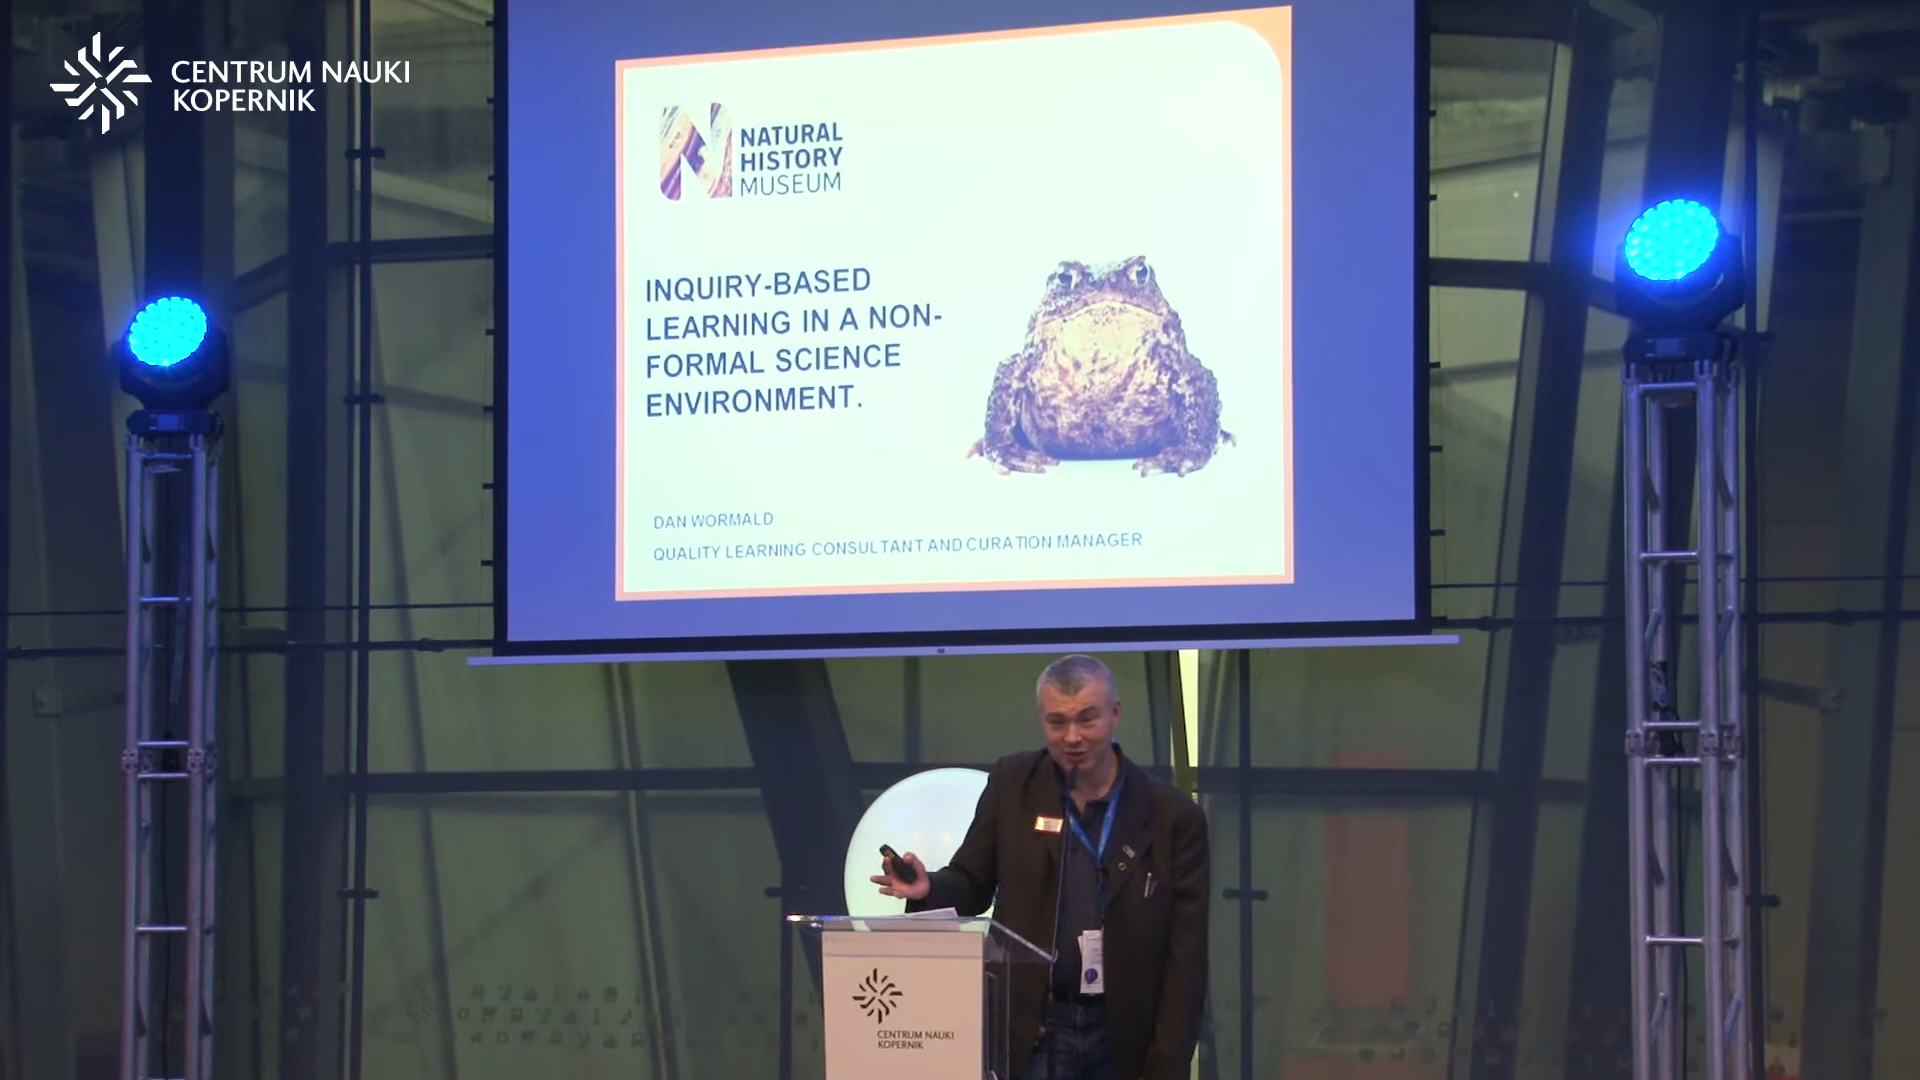 CENTRUM NAUKI
KOPERNIK
NATURAL
HISTORY
MUSEUM
INQUIRY-BASED
LEARNING IN A NON-
FORMAL SCIENCE
ENVIRONMENT.
DAN WORMALD
QUALITY LEARNING CONSULTANT AND CURATION MANAGER
CENTRUM NAUKI
KOPERNIK